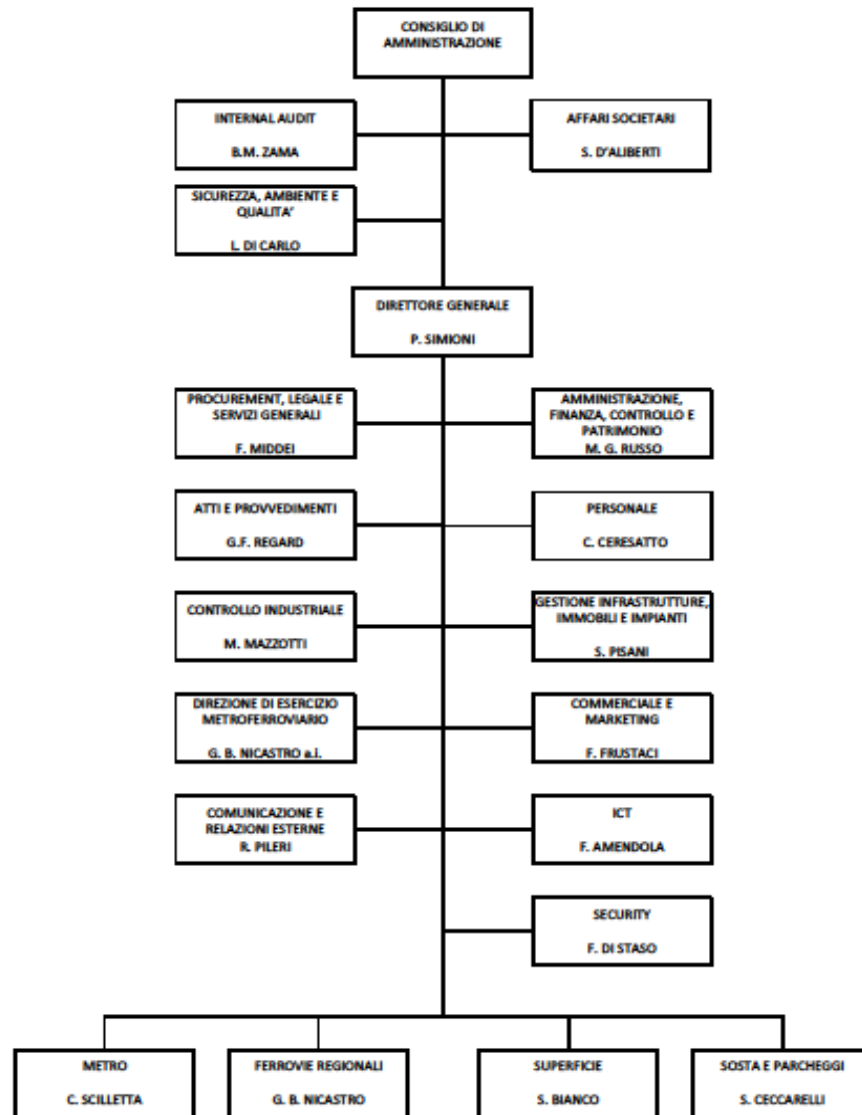 CONSIGLIO DI
AMMINISTRAZIONE
INTERNAL AUDIT
B.M. ZAMA
AFFARI SOCIETARI
S. D'ALIBERTI
SICUREZZA, AMBIENTE E
QUALITA'
L. DI CARLO
DIRETTORE GENERALE
P. SIMIONI
PROCUREMENT, LEGALE E
SERVIZI GENERALI
F. MIDDEI
AMMINISTRAZIONE,
FINANZA, CONTROLLO E
PATRIMONIO
M. G. RUSSO
ATTI E PROVVEDIMENTI
G.F. REGARD
PERSONALE
C. CERESATTO
CONTROLLO INDUSTRIALE
M. MAZZOTTI
GESTIONE INFRASTRUTTURE,
IMMOBILI E IMPIANTI
S. PISANI
DIREZIONE DI ESERCIZIO
METROFERROVIARIO
G. B. NICASTRO a.i.
COMMERCIALE E
MARKETING
F. FRUSTACI
COMUNICAZIONE E
RELAZIONI ESTERNE
R. PILERI
ICT
F. AMENDOLA
SECURITY
F. DI STASO
METRO
C. SCILLETTA
FERROVIE REGIONALI
G. B. NICASTRO
SUPERFICIE
S. BIANCO
SOSTA E PARCHEGGI
S. CECCARELLI